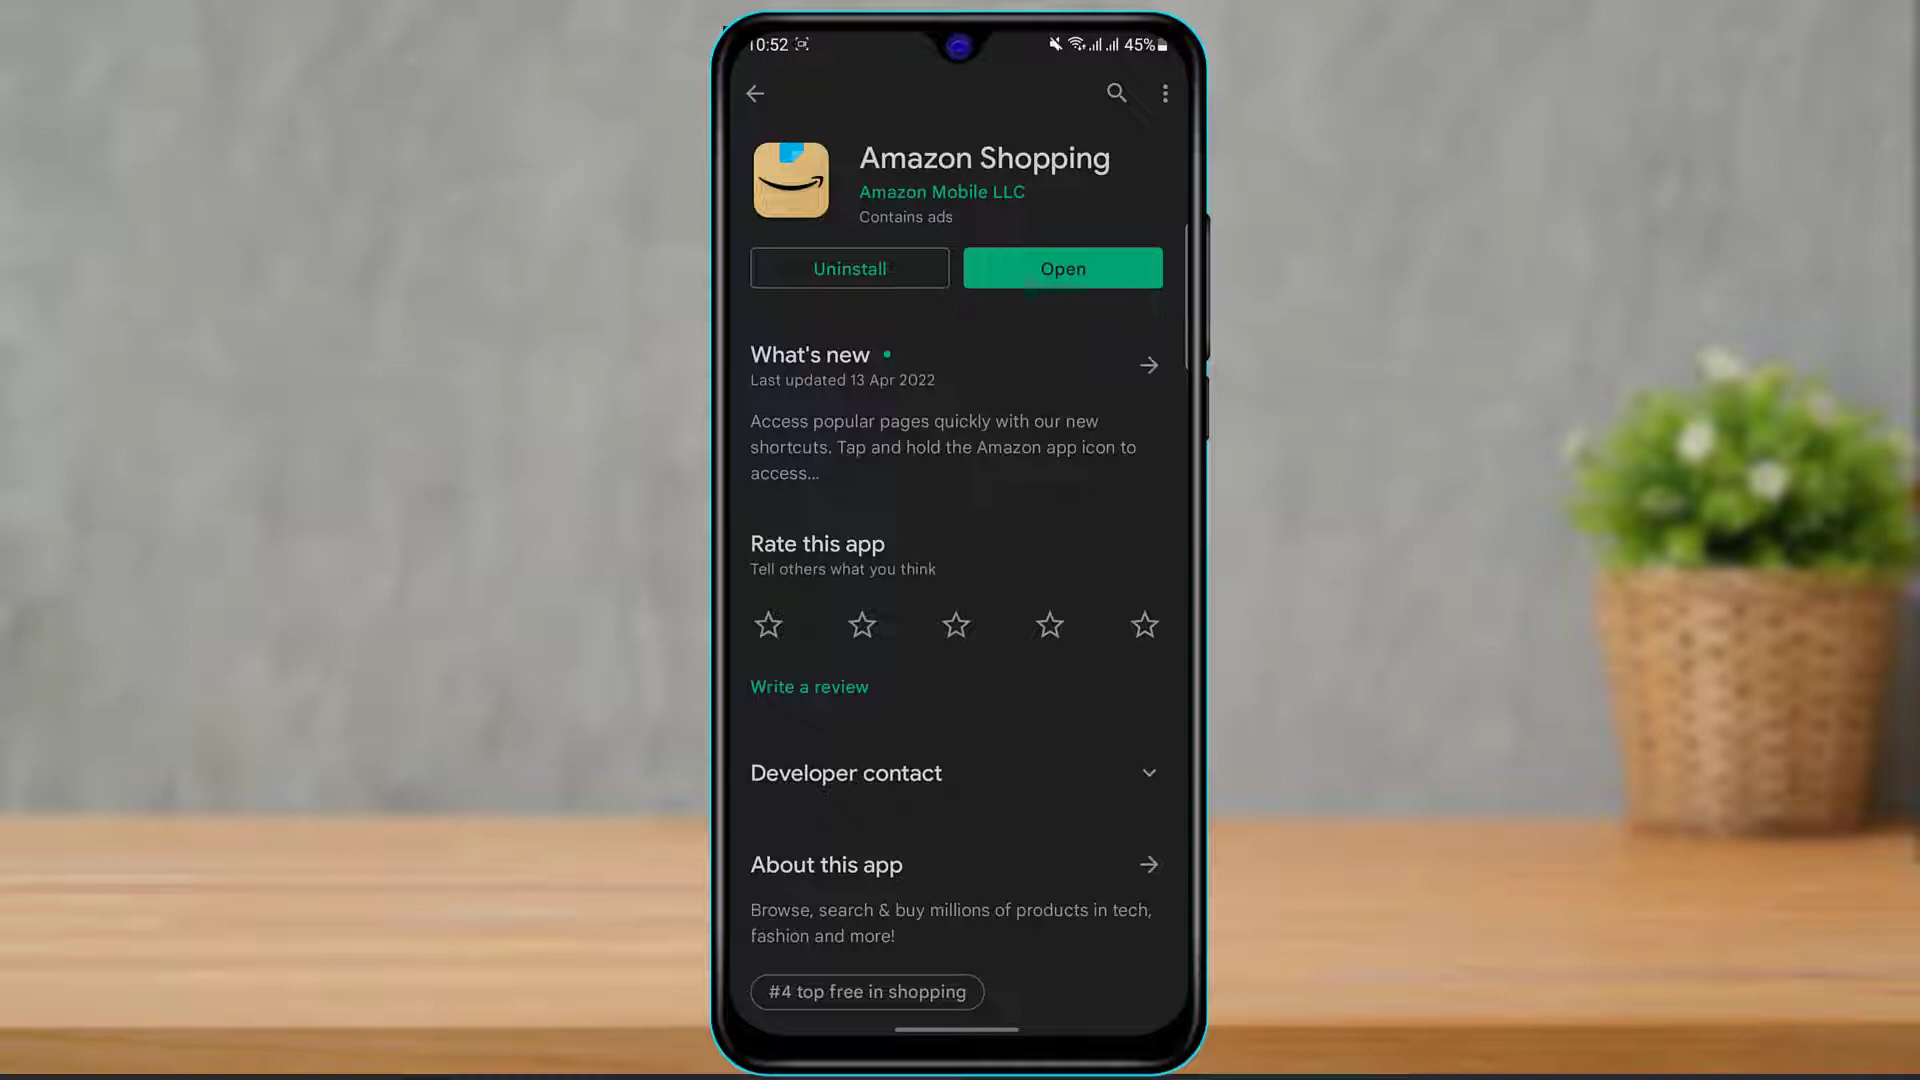 10:52
45%
Amazon Shopping
Amazon Mobile LLC
Contains ads
Uninstall
Open
What's new
Last updated 13 Apr 2022
Access popular pages quickly with our new
shortcuts. Tap and hold the Amazon app icon to
access...
Rate this app
Tell others what you think
Write a review
Developer contact
About this app
Browse, search & buy millions of products in tech,
fashion and more!
#4 top free in shopping